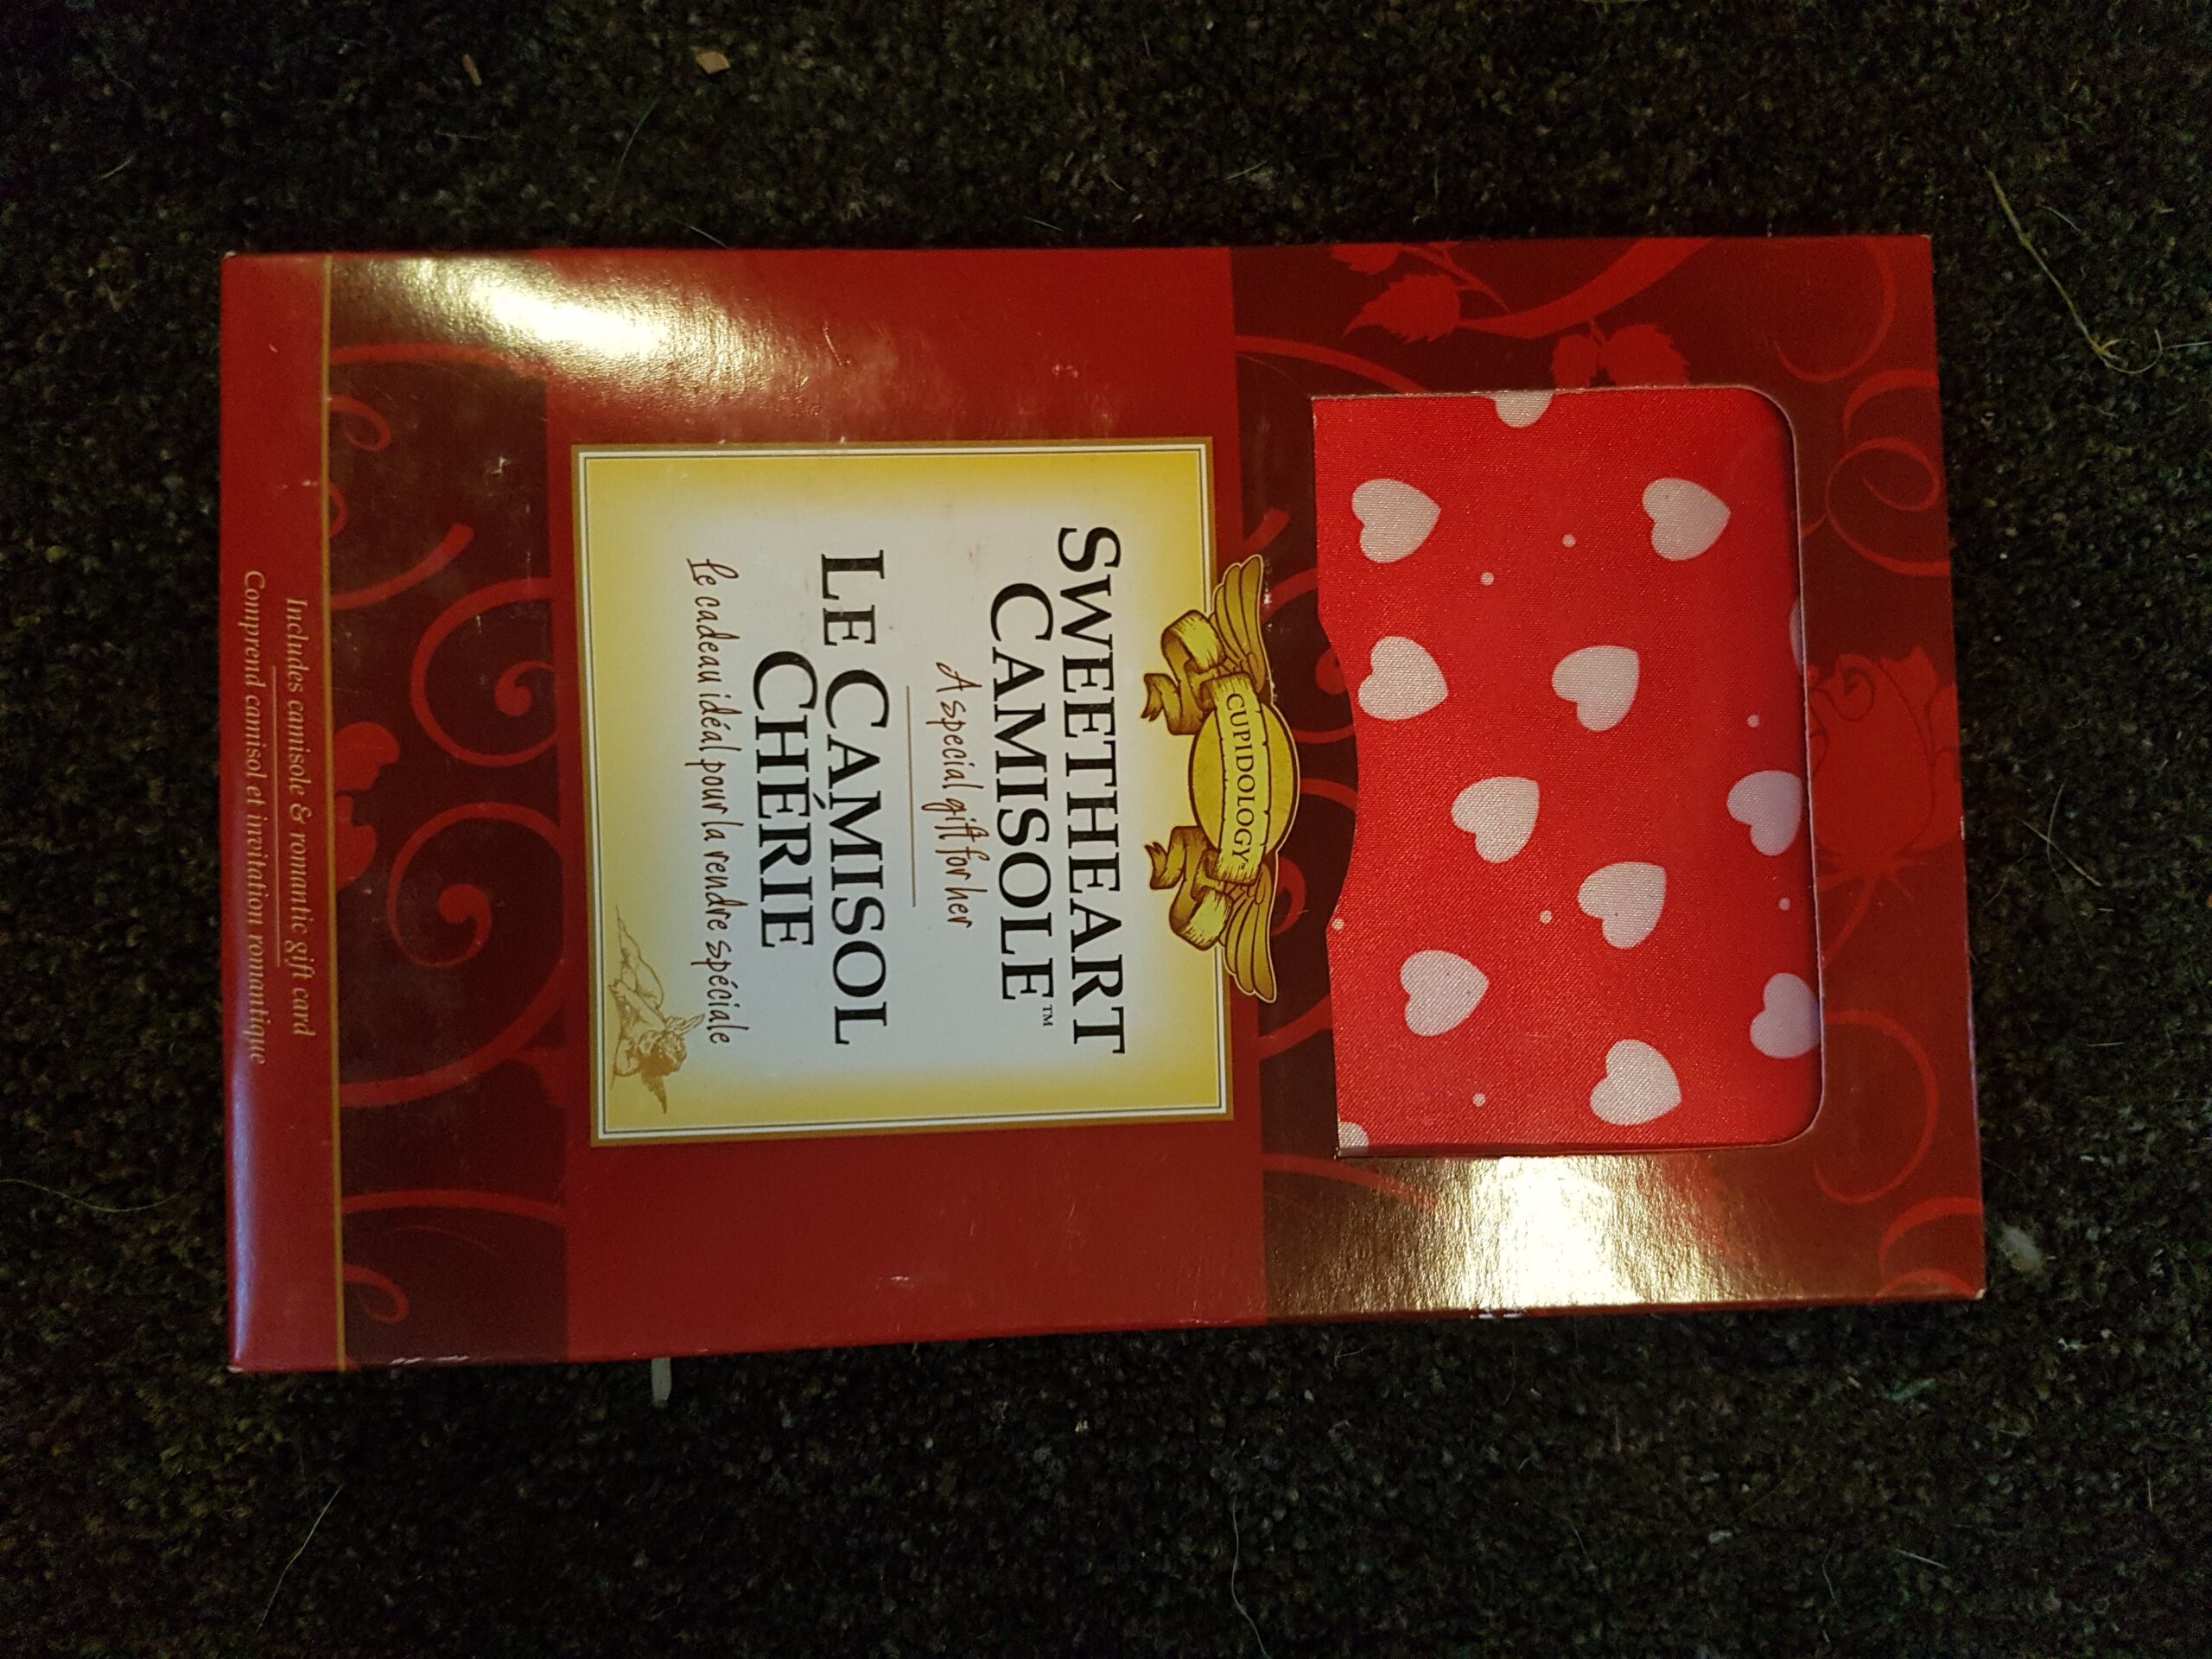 CUPIDOLOGY
SWEETHEART
CAMISOLE™
A special gift for her
LE CAMISOL
CHÉRIE
Le cadeau idéal pour la rendre spéciale
Includes camisole & romantic gift card
Comprend camisol et invitation romantique